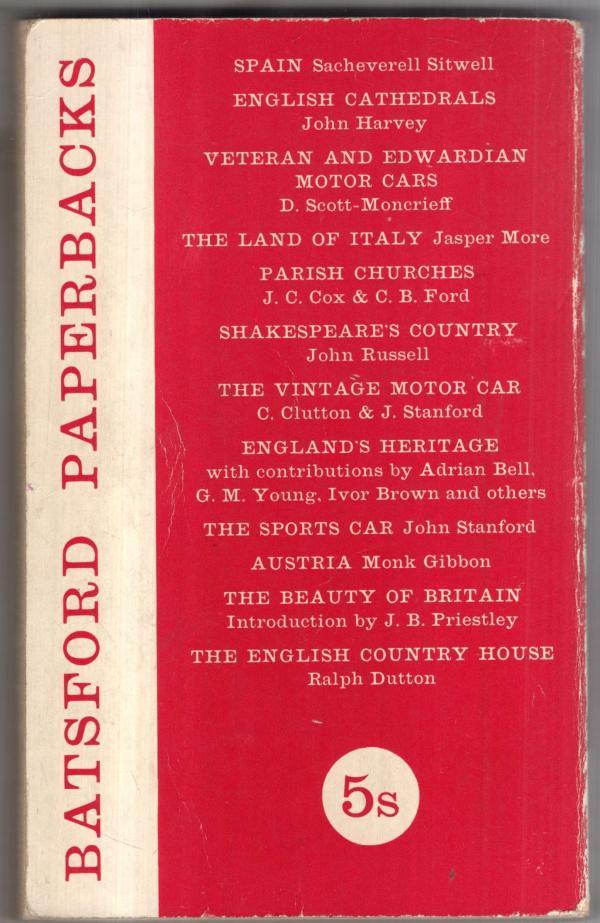 BATSFORD PAPERBACKS
SPAIN Sacheverell Sitwell
ENGLISH CATHEDRALS
John Harvey
VETERAN AND EDWARDIAN
MOTOR CARS
D. Scott-Moncrieff
THE LAND OF ITALY Jasper More
PARISH CHURCHES
J. C. Cox & C. B. Ford
SHAKESPEARE'S COUNTRY
John Russell
THE VINTAGE MOTOR CAR
C. Clutton & J. Stanford
ENGLAND'S HERITAGE
with contributions by Adrian Bell,
G. M. Young, Ivor Brown and others
THE SPORTS CAR John Stanford
AUSTRIA Monk Gibbon
THE BEAUTY OF BRITAIN
Introduction by J. B. Priestley
THE ENGLISH COUNTRY HOUSE
Ralph Dutton
5s